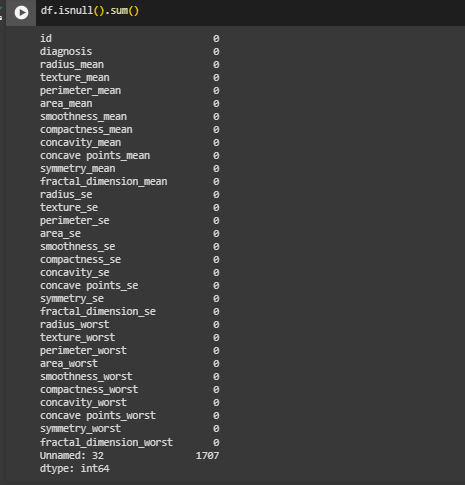 df.isnull().sum()
id 0
diagnosis 0
radius_mean 0
texture_mean 0
perimeter_mean 0
area_mean 0
smoothness_mean 0
compactness_mean 0
concavity_mean 0
concave points_mean 0
symmetry_mean 0
fractal_dimension_mean 0
radius_se 0
texture_se 0
perimeter_se 0
area_se 0
smoothness_se 0
compactness_se 0
concavity_se 0
concave points_se 0
symmetry_se 0
fractal_dimension_se 0
radius_worst 0
texture_worst 0
perimeter_worst 0
area_worst 0
smoothness_worst 0
compactness_worst 0
concavity_worst 0
concave points_worst 0
symmetry_worst 0
fractal_dimension_worst 0
Unnamed: 32 1707
dtype: int64